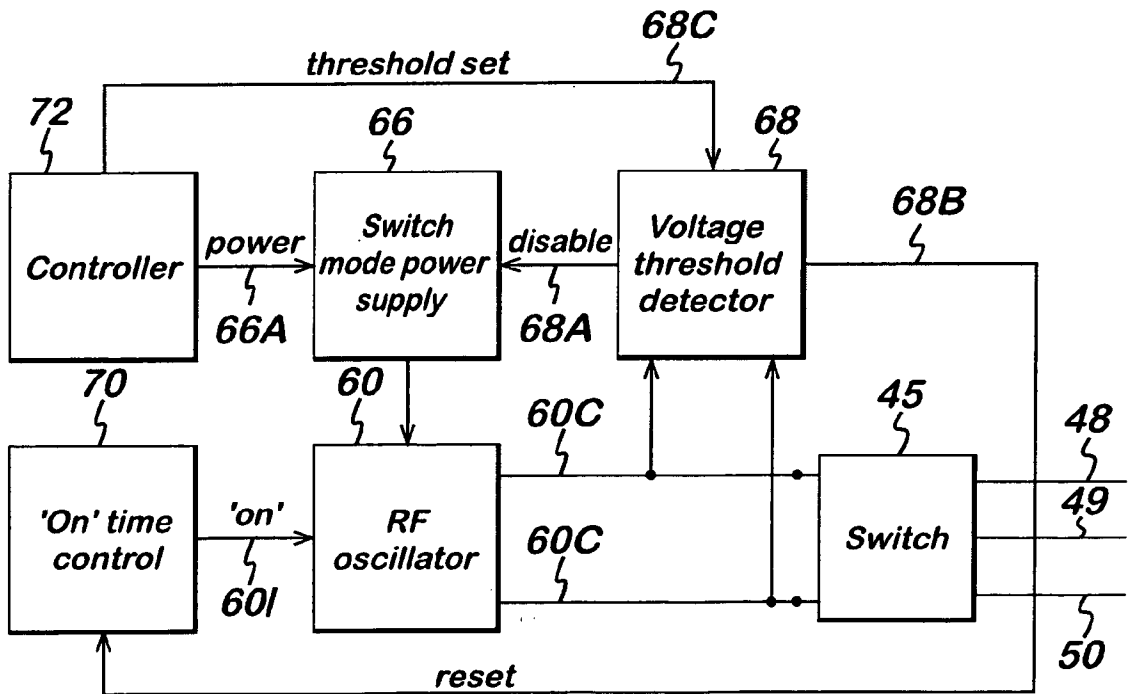 68C
threshold set
72
66
68
68B
Controller
power
66A
Switch
mode power
supply
disable
68A
Voltage
threshold
detector
70
60
60C
45
48
'On' time
control
'on'
60I
RF
oscillator
60C
Switch
49
50
reset